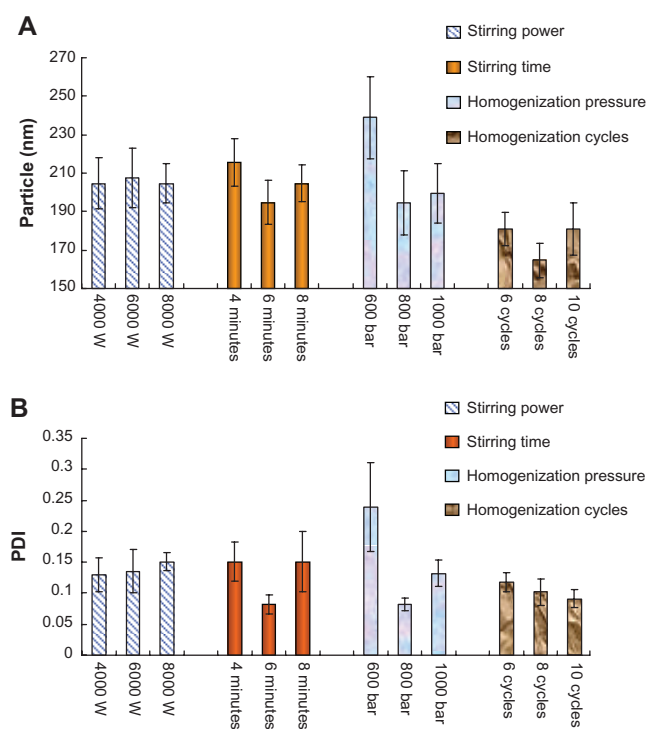 A
Stirring power
Stirring time
Homogenization pressure
Homogenization cycles
Particle (nm)
270
250
230
210
190
170
150
4000 W
6000 W
8000 W
4 minutes
6 minutes
8 minutes
600 bar
800 bar
1000 bar
6 cycles
8 cycles
10 cycles
B
Stirring power
Stirring time
Homogenization pressure
Homogenization cycles
PDI
0.35
0.3
0.25
0.2
0.15
0.1
0.05
0
4000 W
6000 W
8000 W
4 minutes
6 minutes
8 minutes
600 bar
800 bar
1000 bar
6 cycles
8 cycles
10 cycles